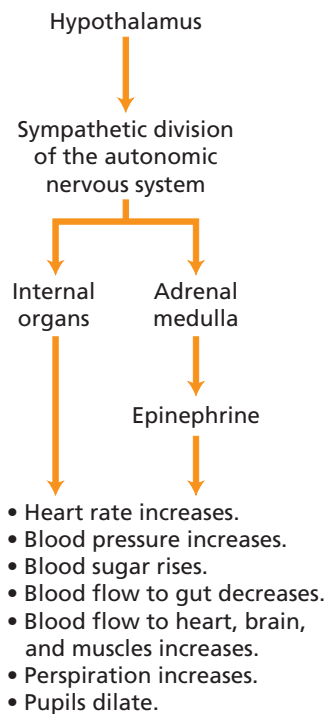 Hypothalamus
Sympathetic division
of the autonomic
nervous system
Internal
organs
Adrenal
medulla
Epinephrine
• Heart rate increases.
• Blood pressure increases.
• Blood sugar rises.
• Blood flow to gut decreases.
• Blood flow to heart, brain,
and muscles increases.
• Perspiration increases.
• Pupils dilate.